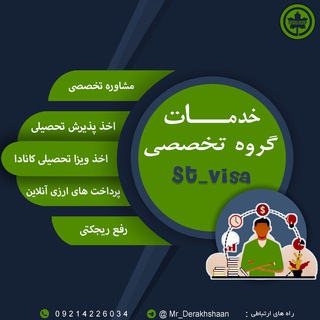 خدمـــات
گروه تخصصی
St_visa
مشاوره تخصصی
اخذ پذیرش تحصیلی
اخذ ویزا تحصیلی کانادا
پرداخت های ارزی آنلاین
رفع ریجکتی
راه های ارتباطی :
@ Mr_Derakhshaan
09214226034